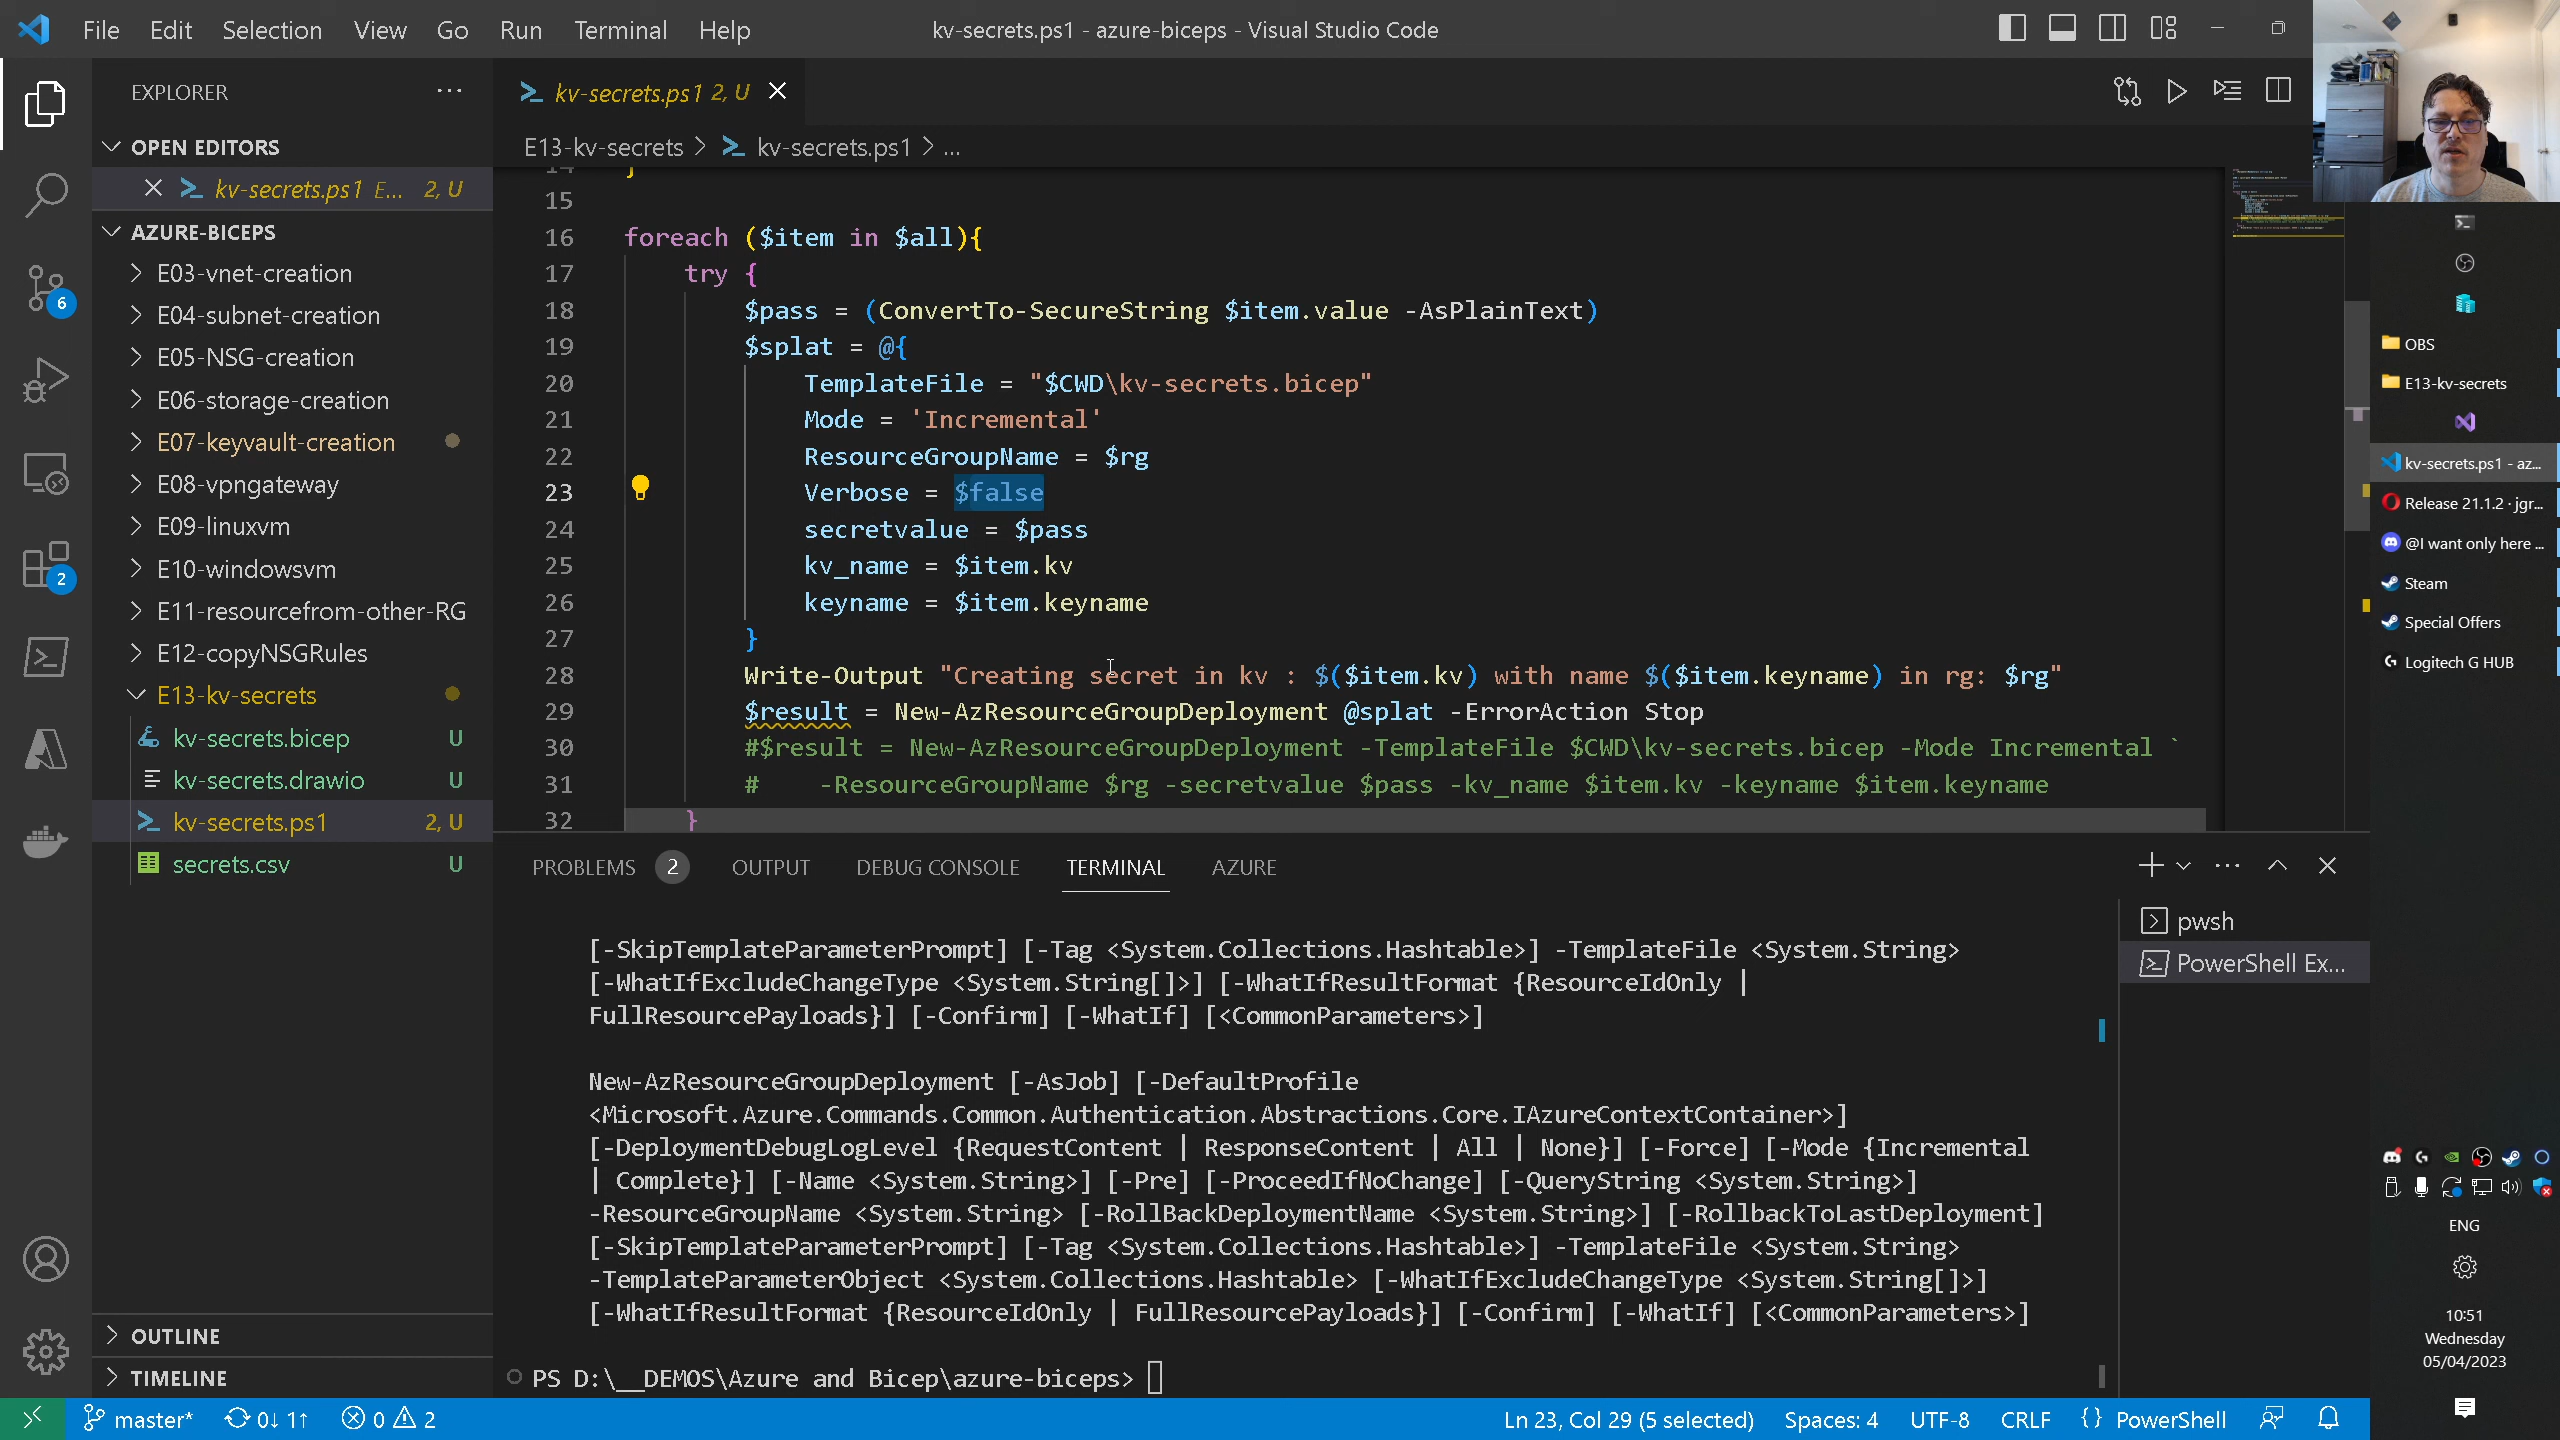 File Edit Selection View Go Run Terminal Help
kv-secrets.ps1 - azure-biceps - Visual Studio Code
EXPLORER
OPEN EDITORS
kv-secrets.ps1 E... 2, U
AZURE-BICEPS
E03-vnet-creation
E04-subnet-creation
E05-NSG-creation
E06-storage-creation
E07-keyvault-creation
E08-vpngateway
E09-linuxvm
E10-windowsvm
E11-resourcefrom-other-RG
E12-copyNSGRules
E13-kv-secrets
kv-secrets.bicep U
kv-secrets.drawio U
kv-secrets.ps1 2, U
secrets.csv U
OUTLINE
TIMELINE
6
2
kv-secrets.ps1 2, U
E13-kv-secrets > kv-secrets.ps1 > ...
14 }
15
16 foreach ($item in $all){
17 try {
18 $pass = (ConvertTo-SecureString $item.value -AsPlainText)
19 $splat = @{
20 TemplateFile = "$CWD\kv-secrets.bicep"
21 Mode = 'Incremental'
22 ResourceGroupName = $rg
23 Verbose = $false
24 secretvalue = $pass
25 kv_name = $item.kv
26 keyname = $item.keyname
27 }
28 Write-Output "Creating secret in kv : $($item.kv) with name $($item.keyname) in rg: $rg"
29 $result = New-AzResourceGroupDeployment @splat -ErrorAction Stop
30 #$result = New-AzResourceGroupDeployment -TemplateFile $CWD\kv-secrets.bicep -Mode Incremental `
31 # -ResourceGroupName $rg -secretvalue $pass -kv_name $item.kv -keyname $item.keyname
32 }
PROBLEMS 2 OUTPUT DEBUG CONSOLE TERMINAL AZURE
[-SkipTemplateParameterPrompt] [-Tag <System.Collections.Hashtable>] -TemplateFile <System.String>
[-WhatIfExcludeChangeType <System.String[]>] [-WhatIfResultFormat {ResourceIdOnly |
FullResourcePayloads}] [-Confirm] [-WhatIf] [<CommonParameters>]
New-AzResourceGroupDeployment [-AsJob] [-DefaultProfile
<Microsoft.Azure.Commands.Common.Authentication.Abstractions.Core.IAzureContextContainer>]
[-DeploymentDebugLogLevel {RequestContent | ResponseContent | All | None}] [-Force] [-Mode {Incremental
| Complete}] [-Name <System.String>] [-Pre] [-ProceedIfNoChange] [-QueryString <System.String>]
-ResourceGroupName <System.String> [-RollBackDeploymentName <System.String>] [-RollbackToLastDeployment]
[-SkipTemplateParameterPrompt] [-Tag <System.Collections.Hashtable>] -TemplateFile <System.String>
-TemplateParameterObject <System.Collections.Hashtable> [-WhatIfExcludeChangeType <System.String[]>]
[-WhatIfResultFormat {ResourceIdOnly | FullResourcePayloads}] [-Confirm] [-WhatIf] [<CommonParameters>]
PS D:\__DEMOS\Azure and Bicep\azure-biceps>
pwsh
PowerShell Ex...
master* 0↓ 1↑ 0 2
Ln 23, Col 29 (5 selected) Spaces: 4 UTF-8 CRLF {} PowerShell
OBS
E13-kv-secrets
kv-secrets.ps1 - az...
Release 21.1.2 · jgr...
@I want only here ...
Steam
Special Offers
Logitech G HUB
ENG
10:51
Wednesday
05/04/2023